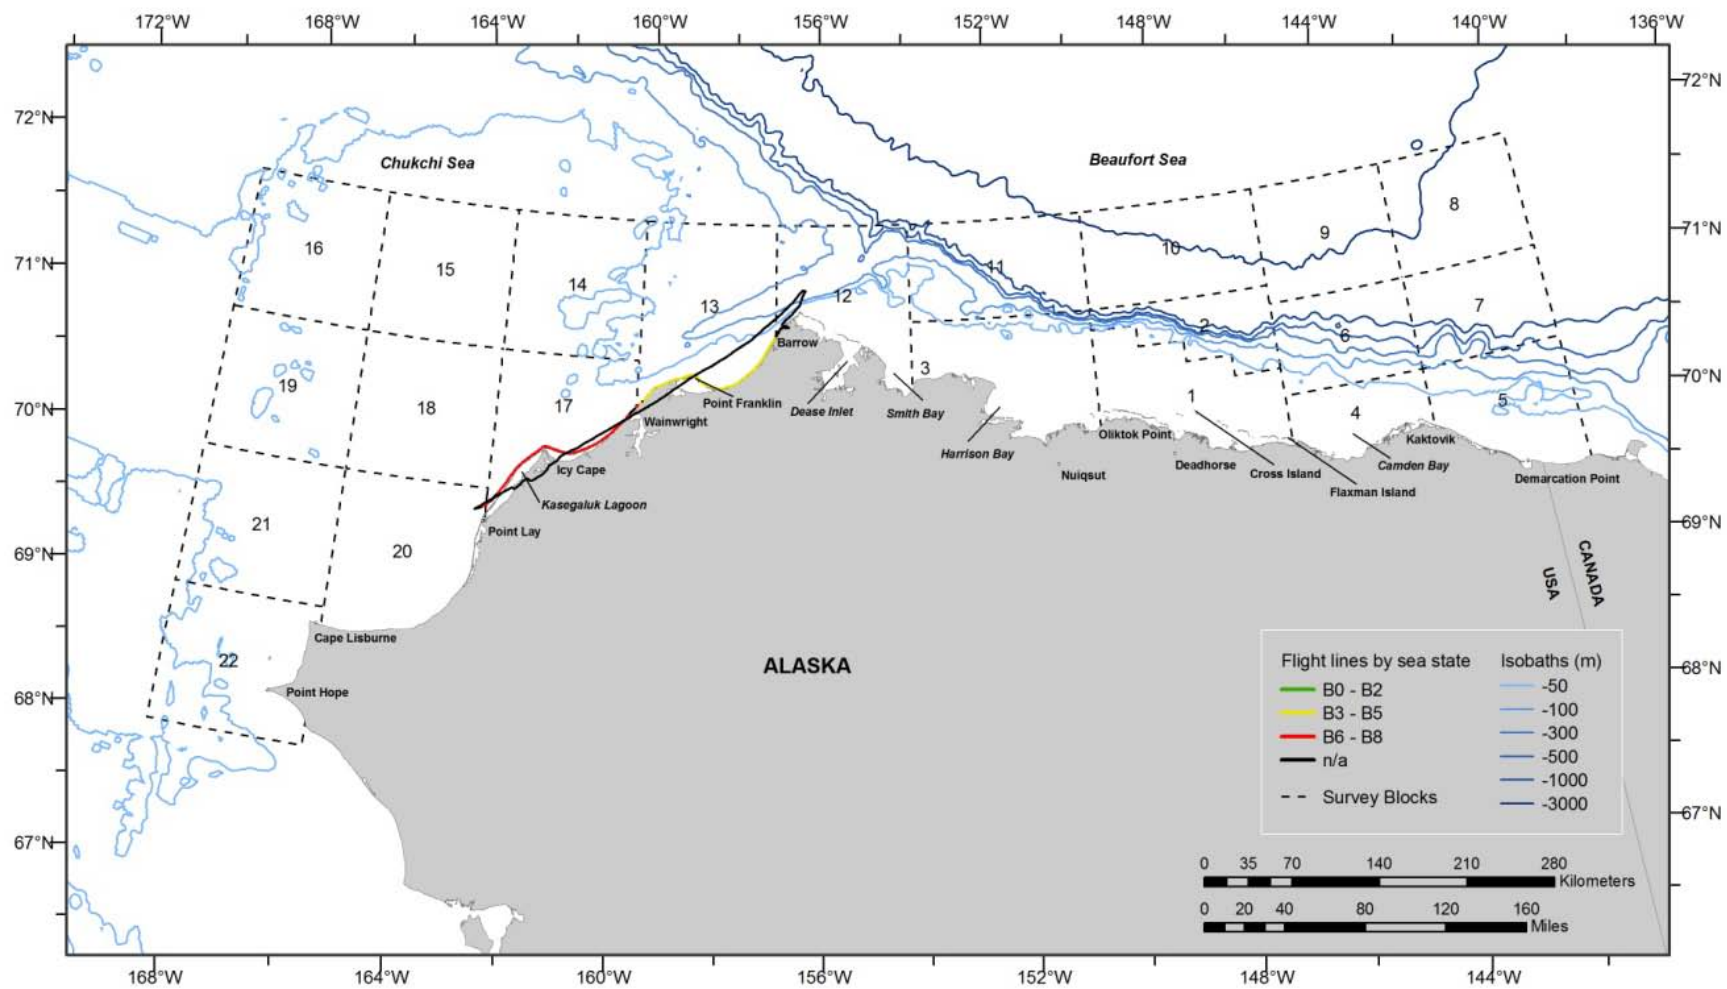 172°W 168°W 164°W 160°W 156°W 152°W 148°W 144°W 140°W 136°W
72°N 72°N
Chukchi Sea Beaufort Sea
8
71°N 71°N
16 9
15 10
11
14
13 12 7
2 6
Barrow
70°N 70°N
19 3
Point Franklin Dease Inlet Smith Bay
18 17 1 4 5
Wainwright
Oliktok Point Kaktovik
Harrison Bay
Icy Cape Nuiqsut Deadhorse Cross Island Camden Bay
Flaxman Island Demarcation Point
Kasegaluk Lagoon
69°N 69°N
21 Point Lay
20
USA CANADA
Cape Lisburne
22 ALASKA
68°N 68°N
Point Hope
Flight lines by sea state
B0 - B2
B3 - B5
B6 - B8
n/a
Survey Blocks
Isobaths (m)
-50
-100
-300
-500
-1000
-3000
67°N 67°N
0 35 70 140 210 280
Kilometers
0 20 40 80 120 160
Miles
168°W 164°W 160°W 156°W 152°W 148°W 144°W